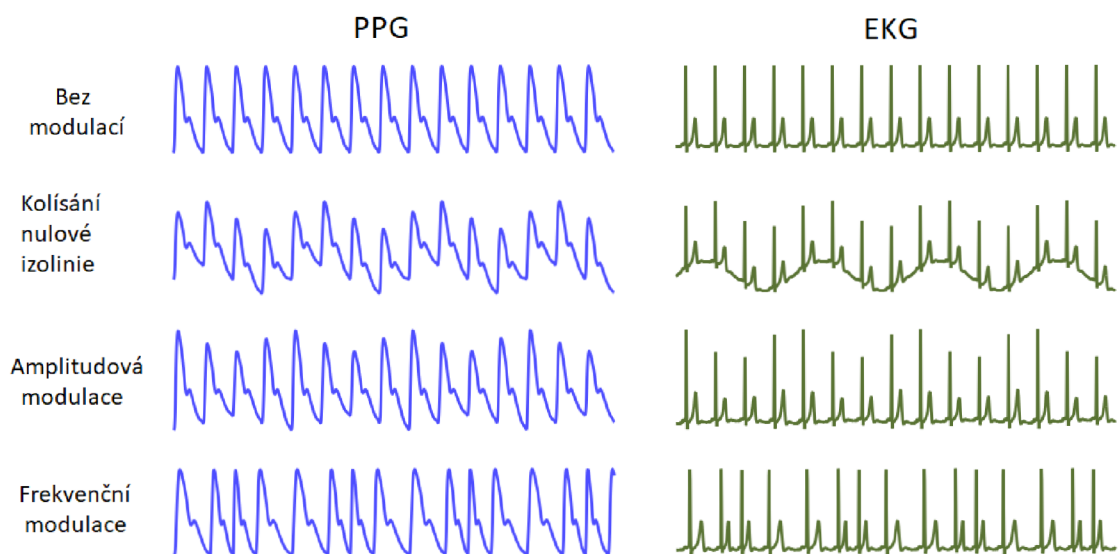 PPG
EKG
Bez
modulací
Kolísání
nulové
izolinie
Amplitudová
modulace
Frekvenční
modulace